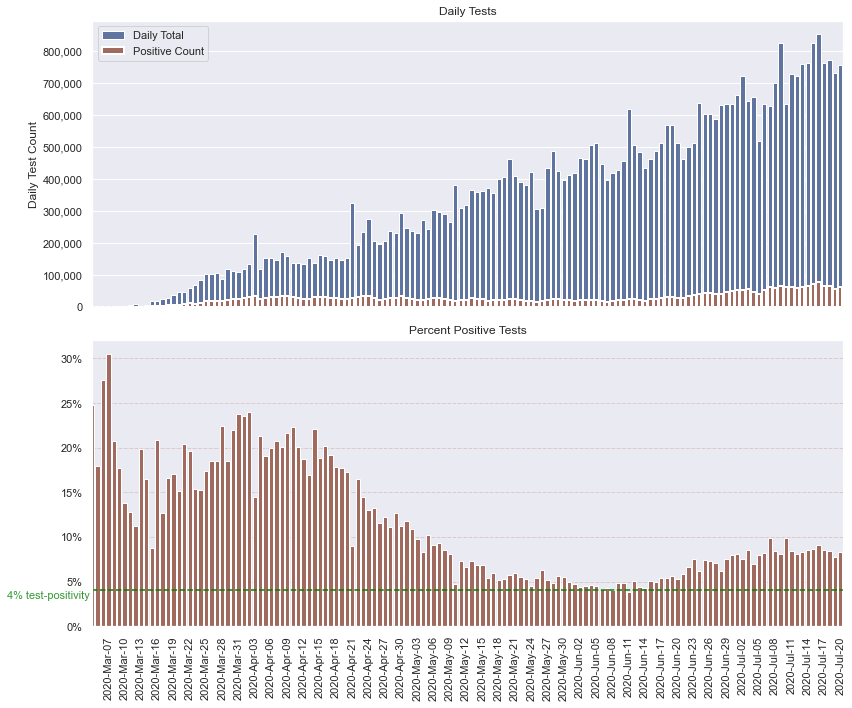 Daily Tests
Daily Total
Positive Count
800,000
700,000
600,000
500,000
400,000
300,000
200,000
100,000
0
Daily Test Count
Percent Positive Tests
30%
25%
20%
15%
10%
5%
4% test-positivity
0%
2020-Mar-07
2020-Mar-10
2020-Mar-13
2020-Mar-16
2020-Mar-19
2020-Mar-22
2020-Mar-25
2020-Mar-28
2020-Mar-31
2020-Apr-03
2020-Apr-06
2020-Apr-09
2020-Apr-12
2020-Apr-15
2020-Apr-18
2020-Apr-21
2020-Apr-24
2020-Apr-27
2020-Apr-30
2020-May-03
2020-May-06
2020-May-09
2020-May-12
2020-May-15
2020-May-18
2020-May-21
2020-May-24
2020-May-27
2020-May-30
2020-Jun-02
2020-Jun-05
2020-Jun-08
2020-Jun-11
2020-Jun-14
2020-Jun-17
2020-Jun-20
2020-Jun-23
2020-Jun-26
2020-Jun-29
2020-Jul-02
2020-Jul-05
2020-Jul-08
2020-Jul-11
2020-Jul-14
2020-Jul-17
2020-Jul-20